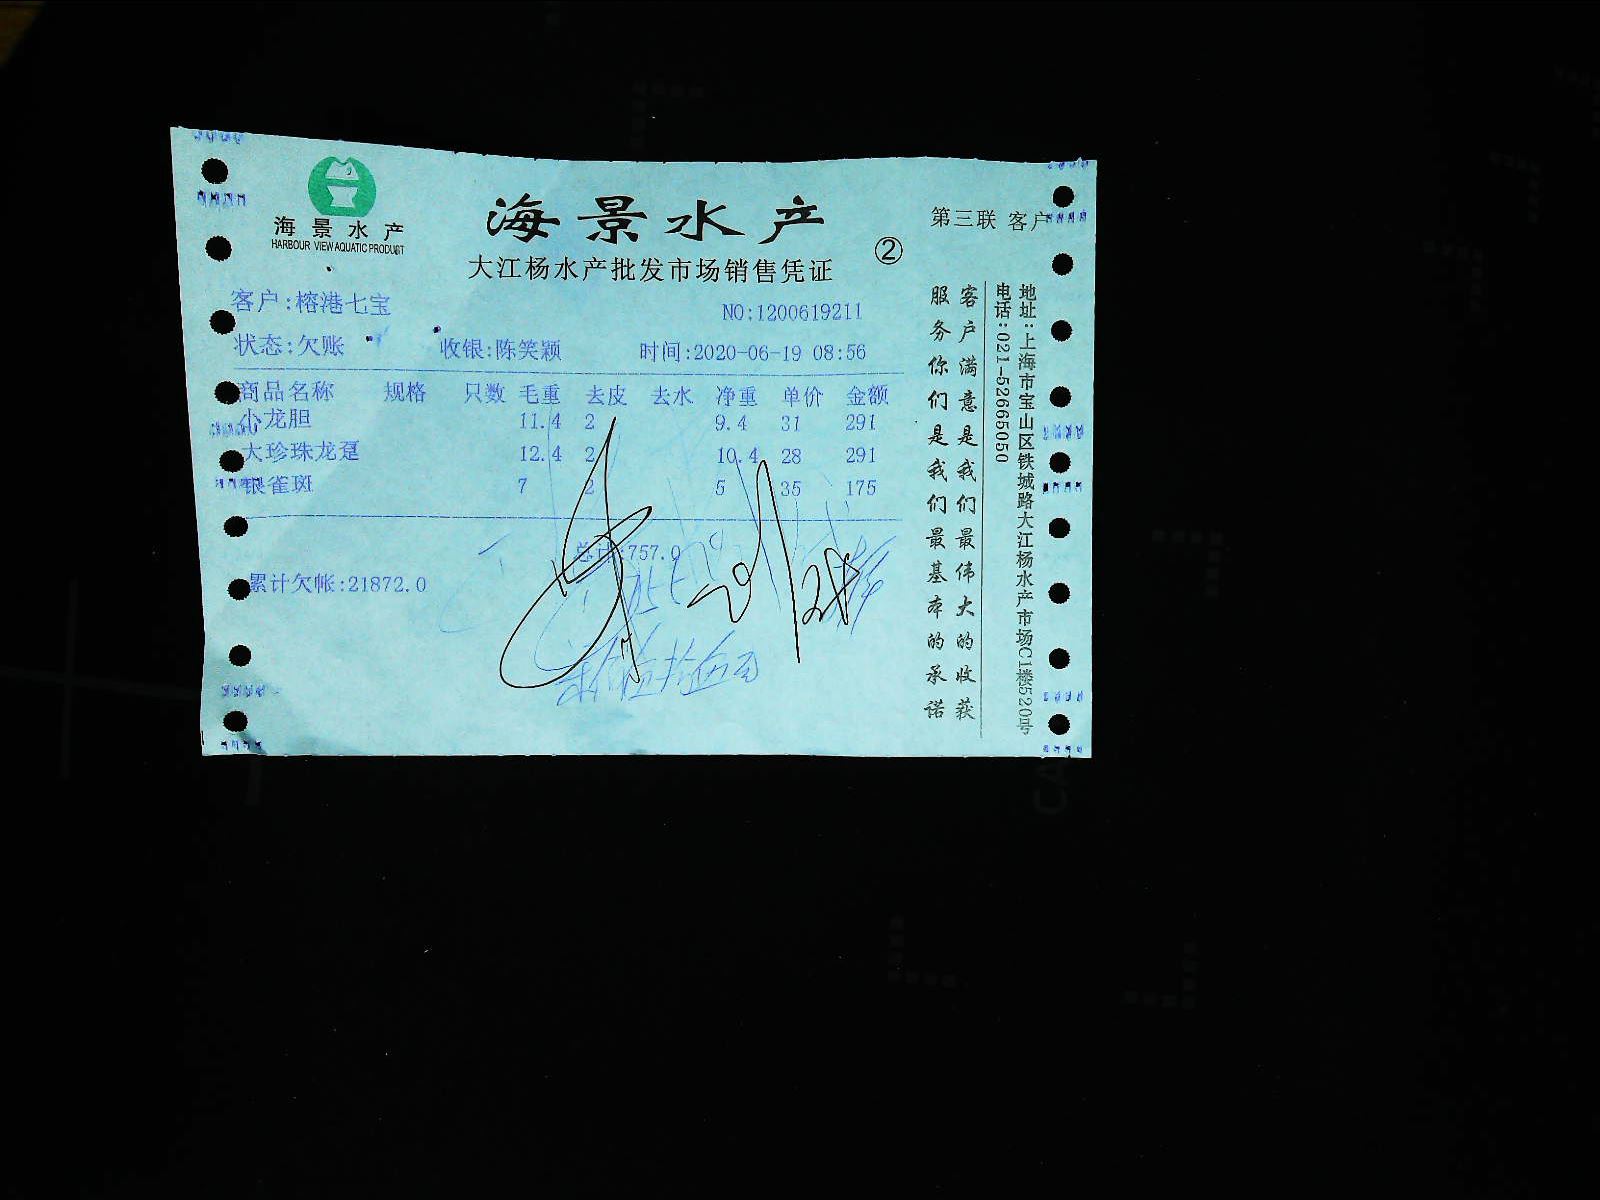 海景水产
HARBOUR VIEW AQUATIC PRODUCT
海景水产
大江杨水产批发市场销售凭证
②
第三联 客户
客户:榕港七宝
NO:1200619211
状态:欠账 收银:陈笑颖 时间:2020-06-19 08:56
商品名称 规格 只数 毛重 去皮 去水 净重 单价 金额
小龙胆 11.4 2 9.4 31 291
大珍珠龙趸 12.4 2 10.4 28 291
银雀斑 7 2 5 35 175
总计:757.0
累计欠帐:21872.0
客户满意是我们最伟大的收获
服务你们是我们最基本的承诺
地址:上海市宝山区铁城路大江杨水产市场C1楼520号
电话:021-52665050